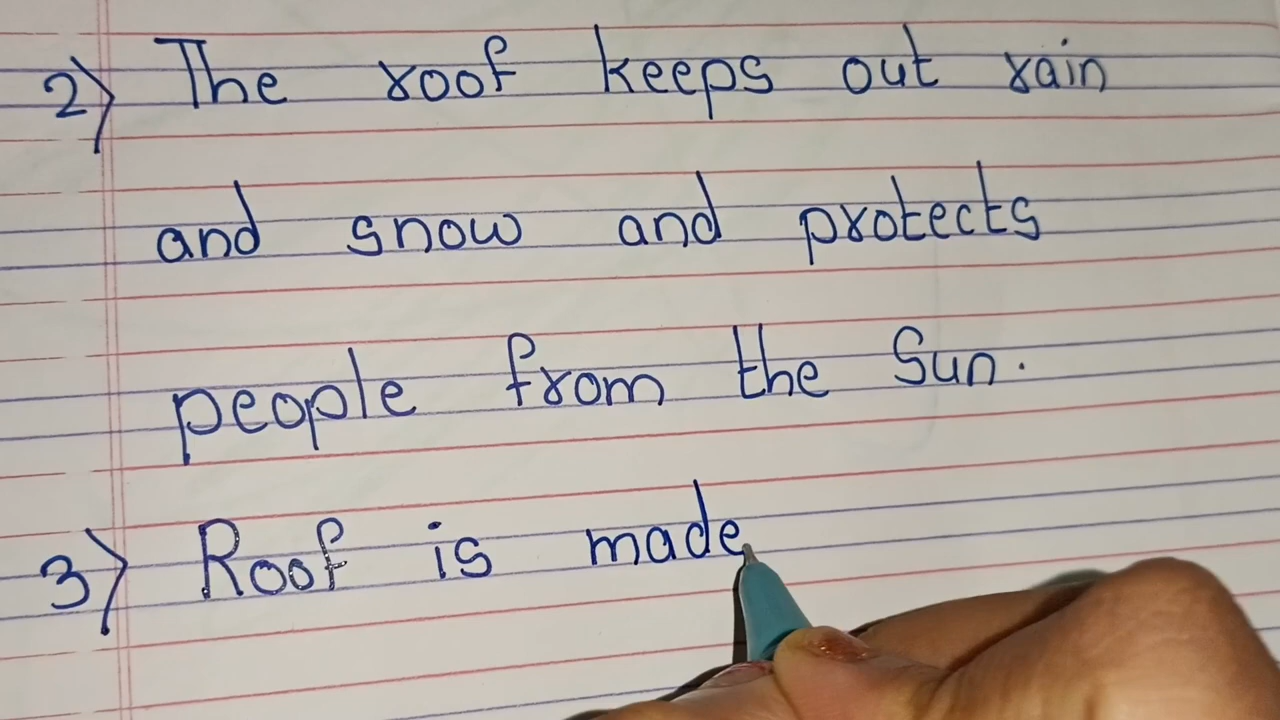 2) The roof keeps out rain
and snow and protects
people from the Sun.
3) Roof is made